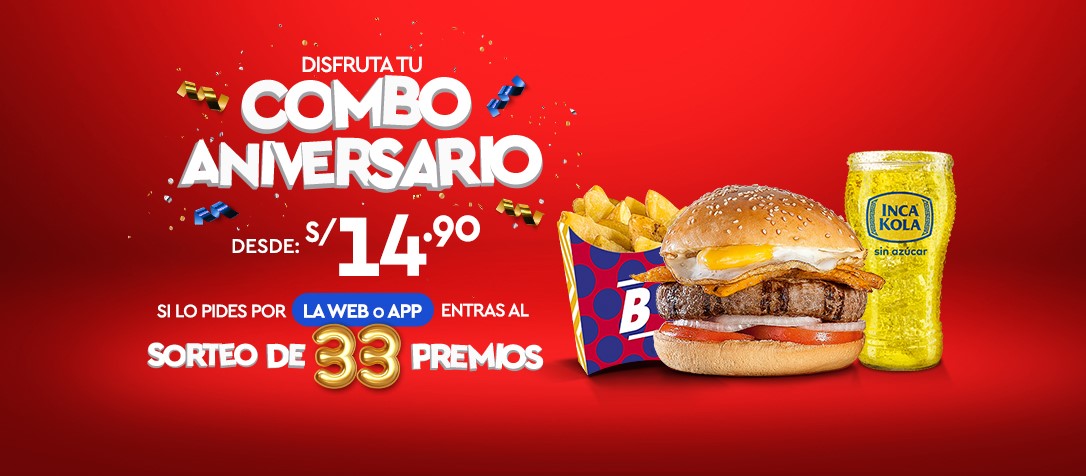 DISFRUTA TU
COMBO
ANIVERSARIO
DESDE: S/14.90
SI LO PIDES POR LA WEB o APP ENTRAS AL
SORTEO DE 33 PREMIOS
B
INCA
KOLA
sin azúcar